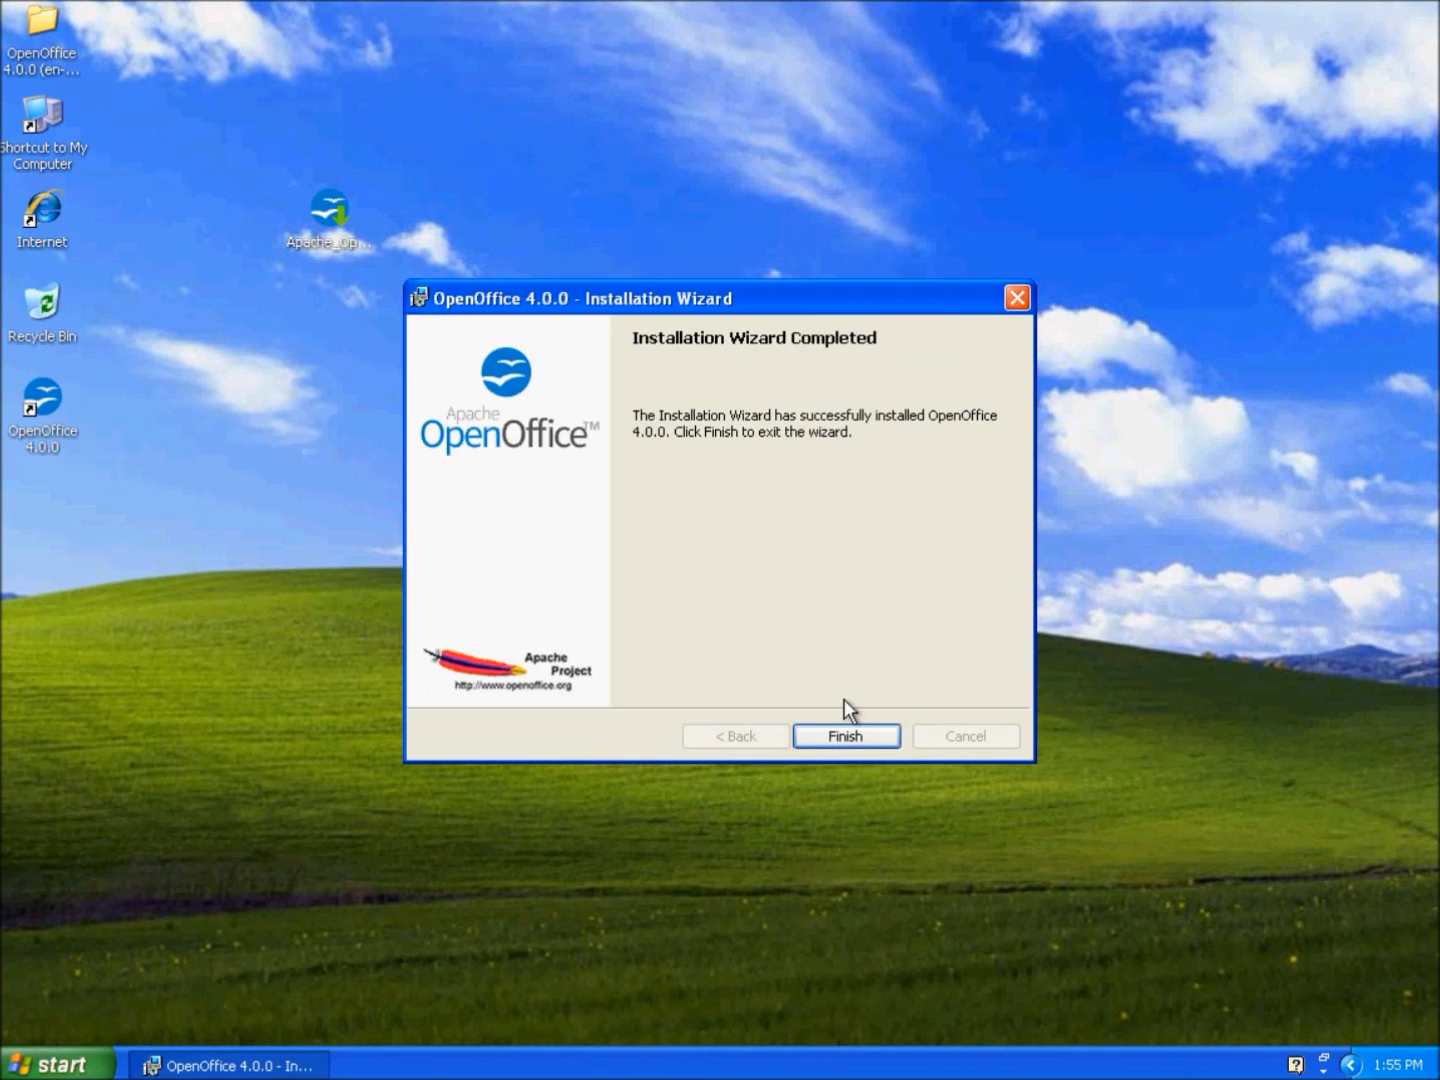 OpenOffice
4.0.0 (en-...
Shortcut to My
Computer
Internet
Recycle Bin
OpenOffice
4.0.0
Apache_Op...
OpenOffice 4.0.0 - Installation Wizard
Apache
OpenOffice™
Apache
Project
http://www.openoffice.org
Installation Wizard Completed
The Installation Wizard has successfully installed OpenOffice
4.0.0. Click Finish to exit the wizard.
< Back
Finish
Cancel
start
OpenOffice 4.0.0 - In...
1:55 PM